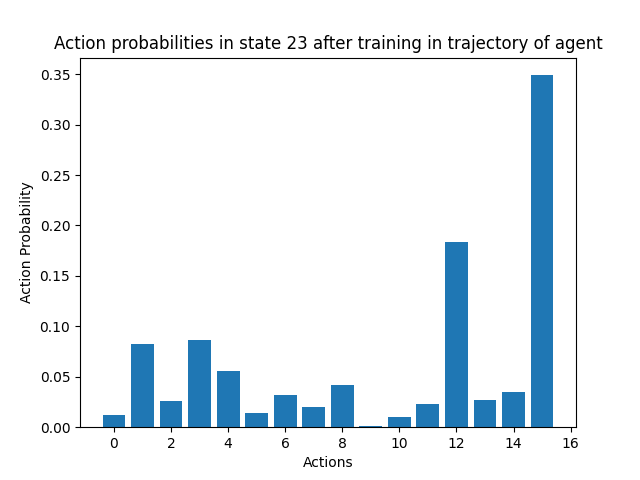 Action probabilities in state 23 after training in trajectory of agent
0.35
0.30
0.25
0.20
0.15
0.10
0.05
0.00
Action Probability
0 2 4 6 8 10 12 14 16
Actions